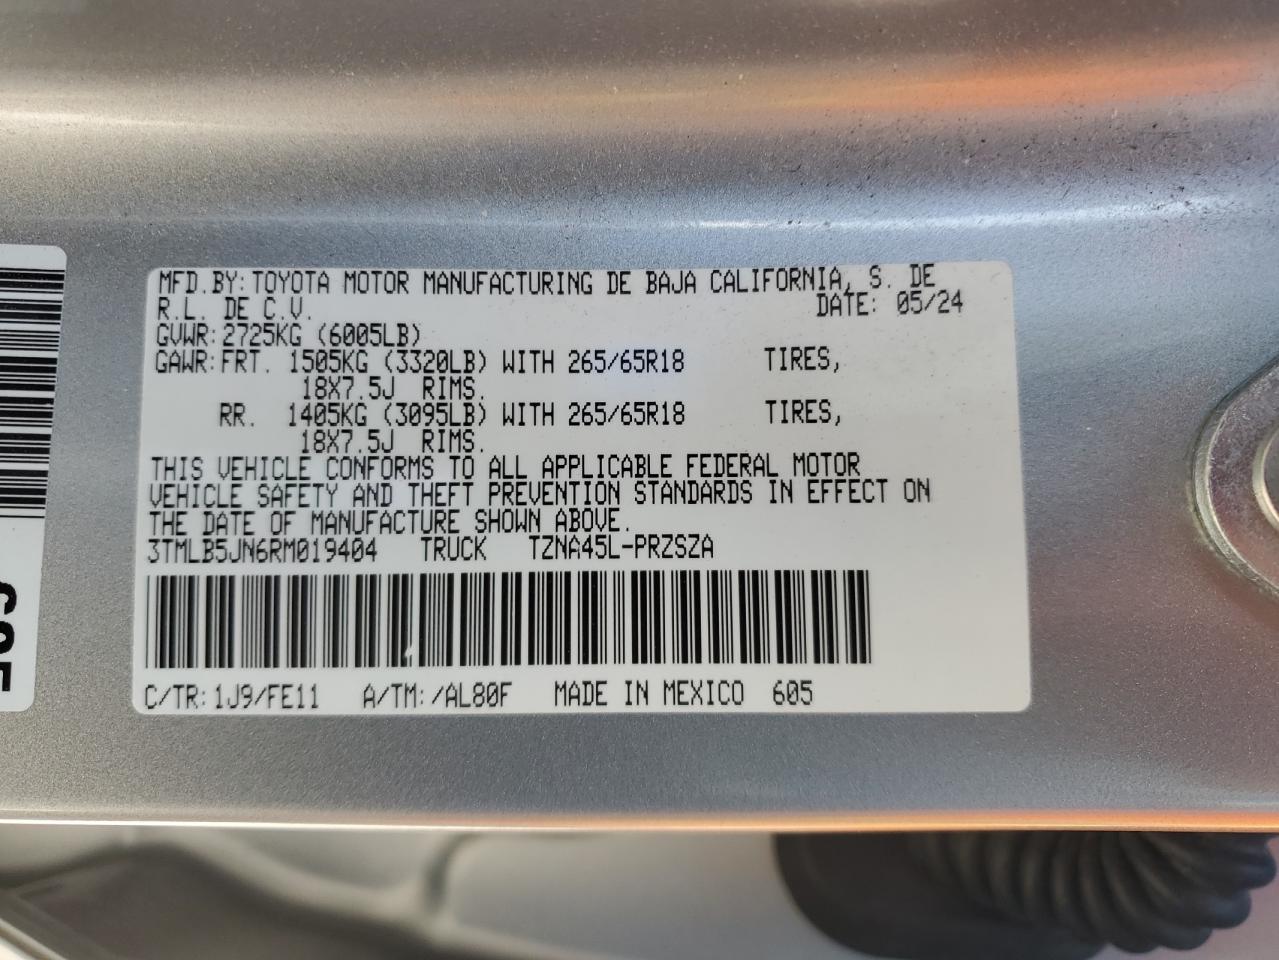 MFD.BY:TOYOTA MOTOR MANUFACTURING DE BAJA CALIFORNIA, S. DE
R.L. DE C.V. DATE: 05/24
GVWR:2725KG (6005LB)
GAWR:FRT. 1505KG (3320LB) WITH 265/65R18 TIRES,
18X7.5J RIMS.
RR. 1405KG (3095LB) WITH 265/65R18 TIRES,
18X7.5J RIMS.
THIS VEHICLE CONFORMS TO ALL APPLICABLE FEDERAL MOTOR
VEHICLE SAFETY AND THEFT PREVENTION STANDARDS IN EFFECT ON
THE DATE OF MANUFACTURE SHOWN ABOVE.
3TMLB5JN6RM019404 TRUCK TZNA45L-PRZSZA
C/TR:1J9/FE11 A/TM:/AL80F MADE IN MEXICO 605